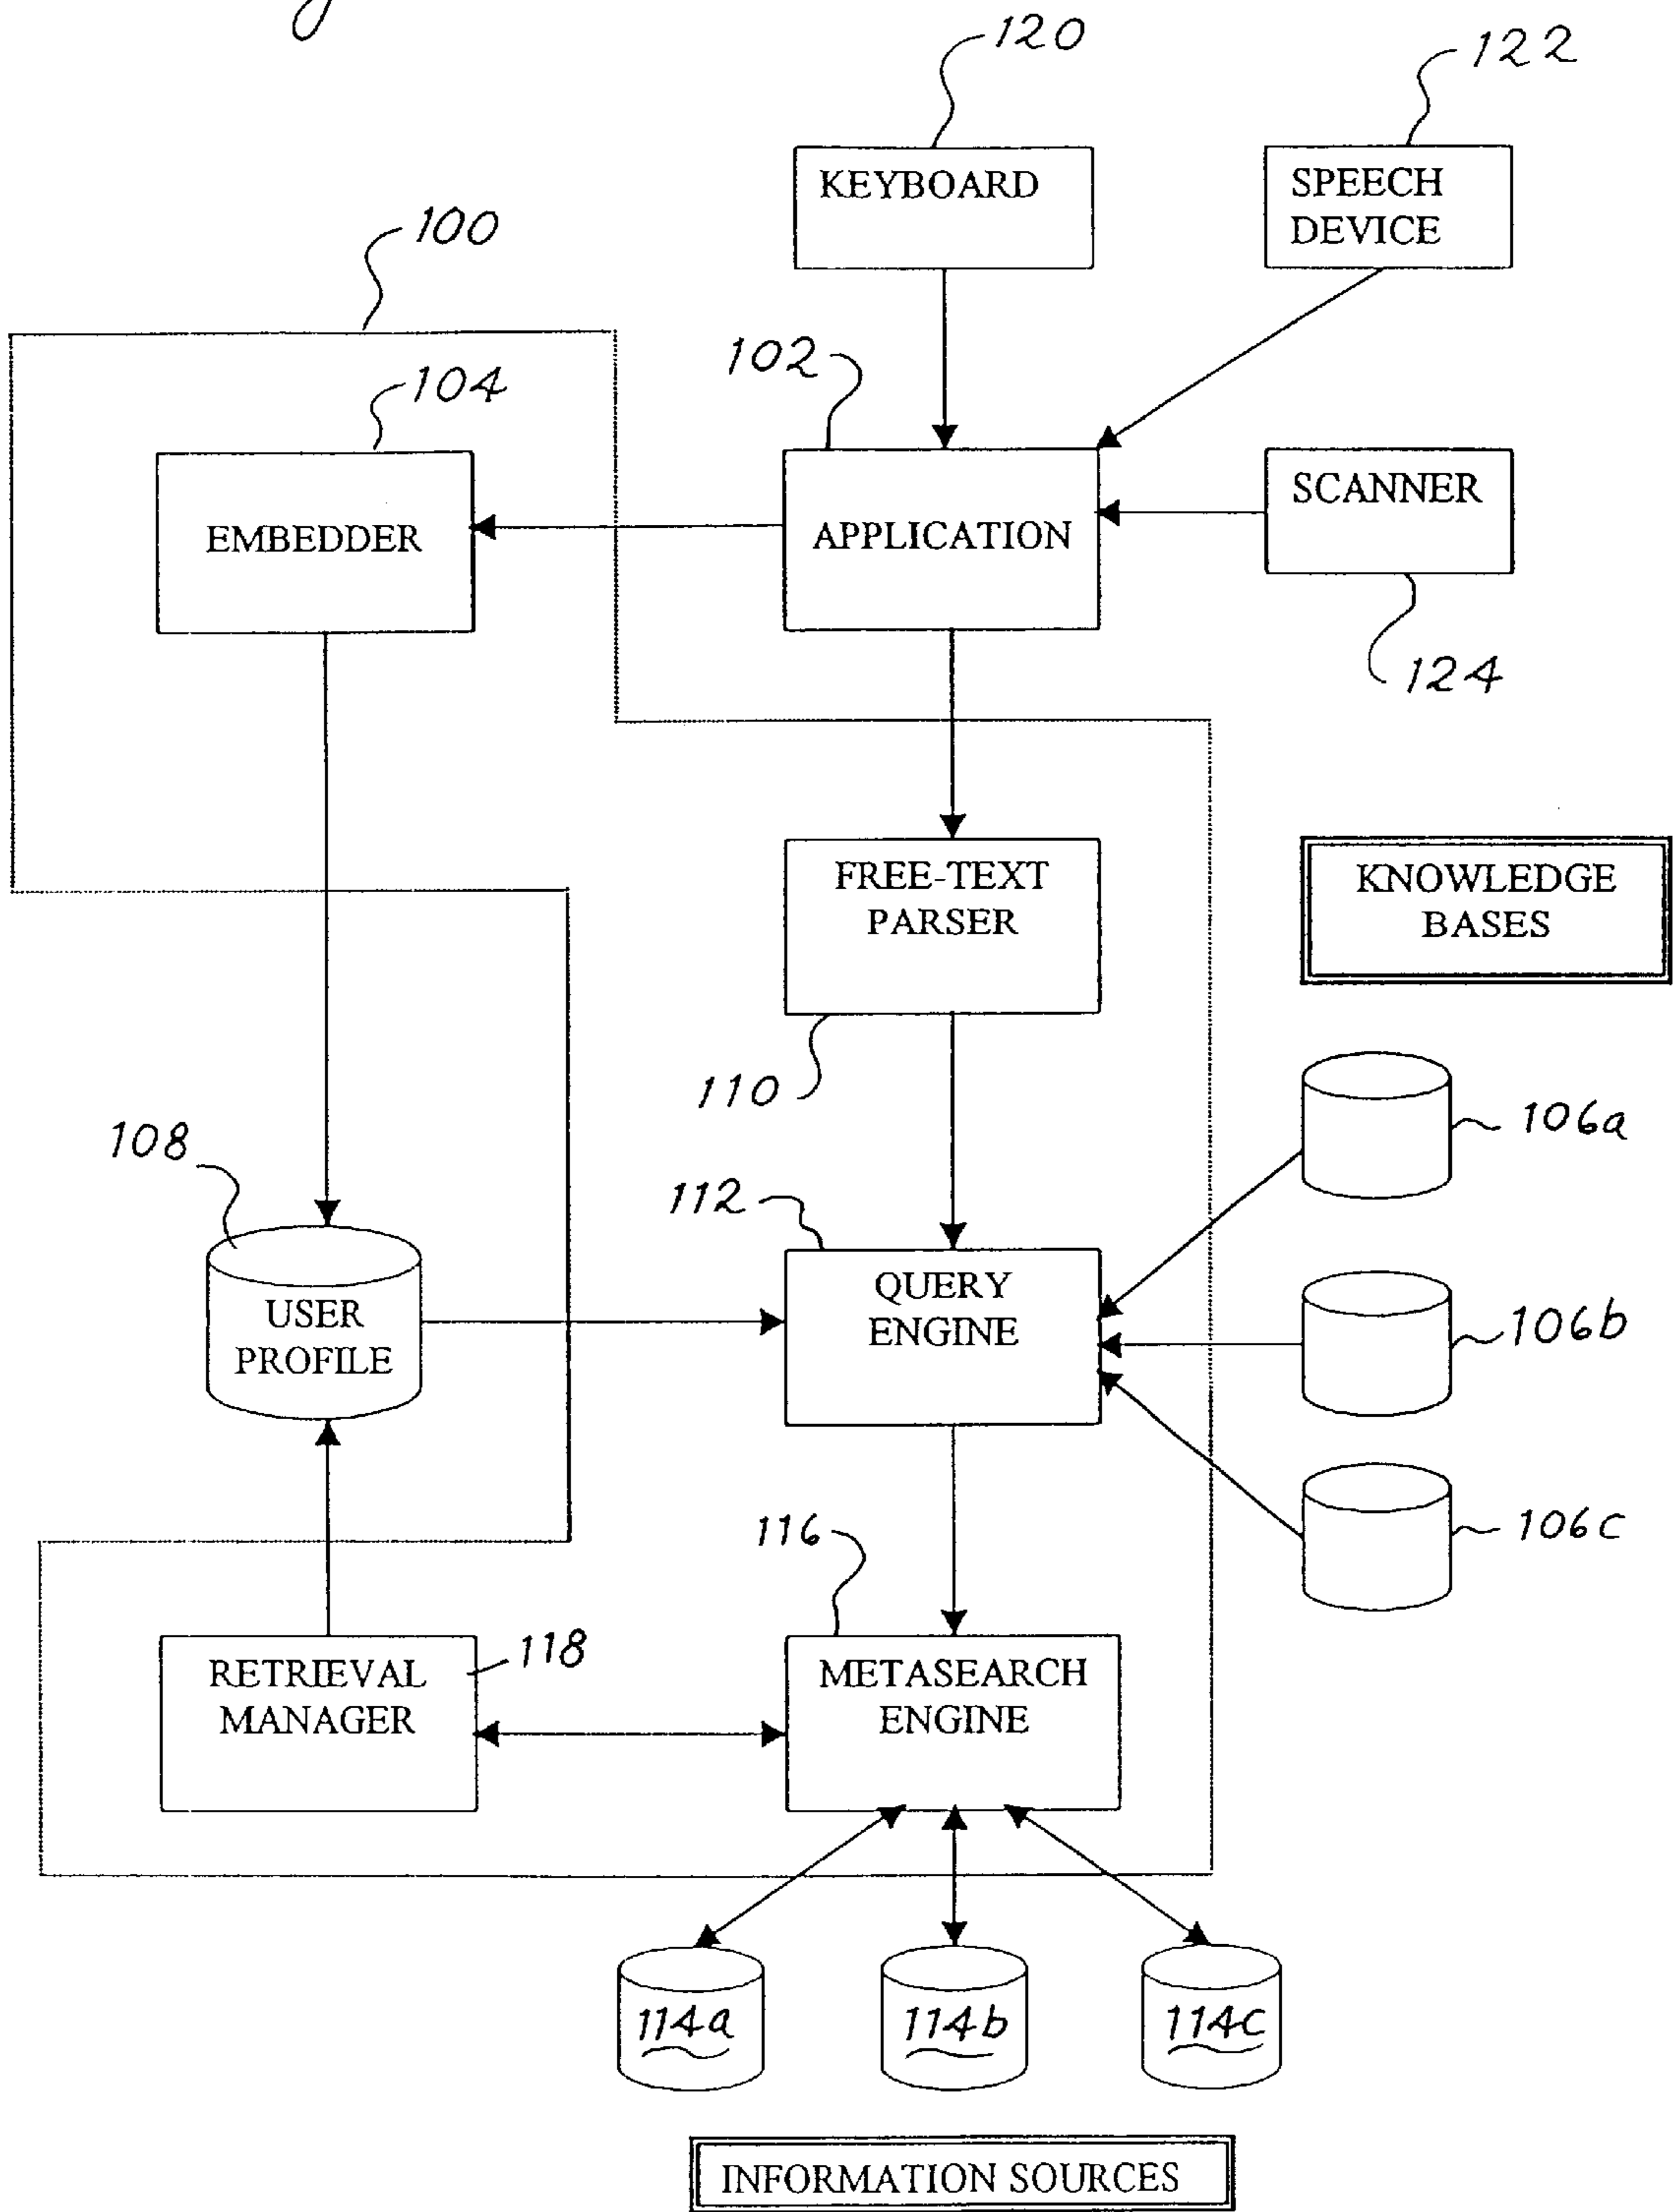 120
122
KEYBOARD
SPEECH
DEVICE
100
102
104
EMBEDDER
APPLICATION
SCANNER
124
FREE-TEXT
PARSER
KNOWLEDGE
BASES
110
106a
108
112
USER
PROFILE
QUERY
ENGINE
106b
106c
116
RETRIEVAL
MANAGER
118
METASEARCH
ENGINE
114a
114b
114c
INFORMATION SOURCES